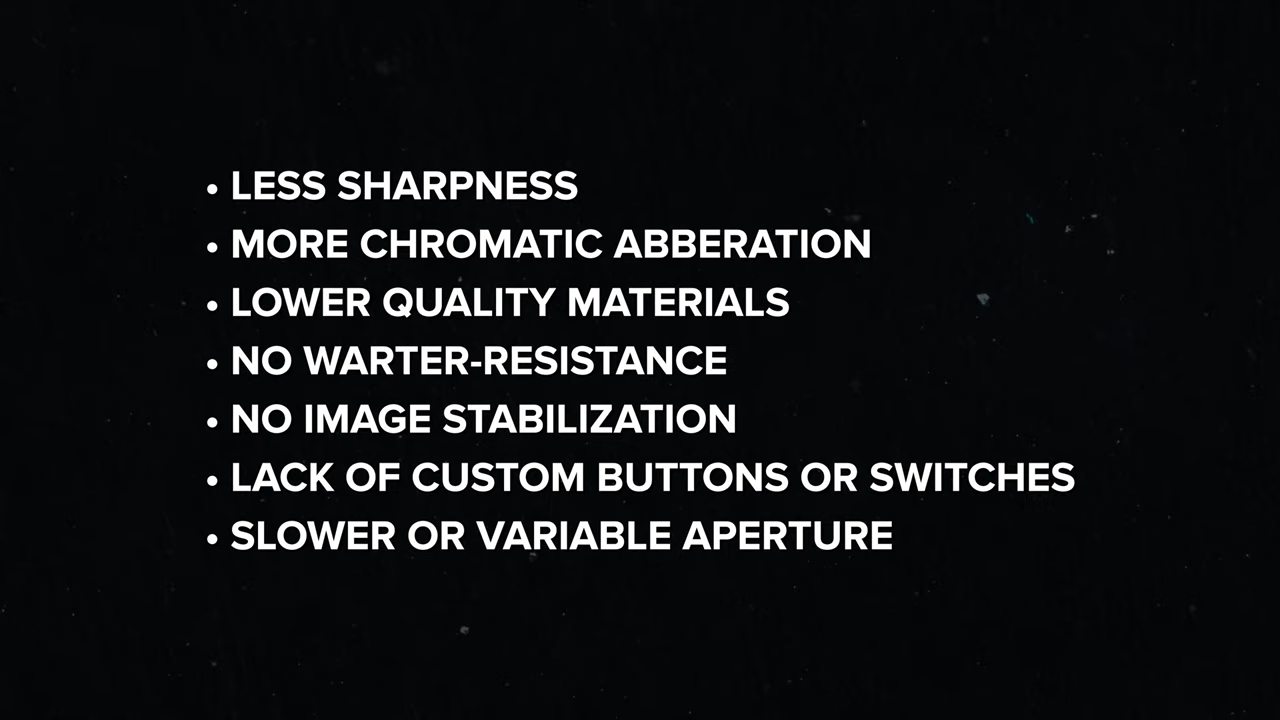 • LESS SHARPNESS
• MORE CHROMATIC ABBERATION
• LOWER QUALITY MATERIALS
• NO WARTER-RESISTANCE
• NO IMAGE STABILIZATION
• LACK OF CUSTOM BUTTONS OR SWITCHES
• SLOWER OR VARIABLE APERTURE